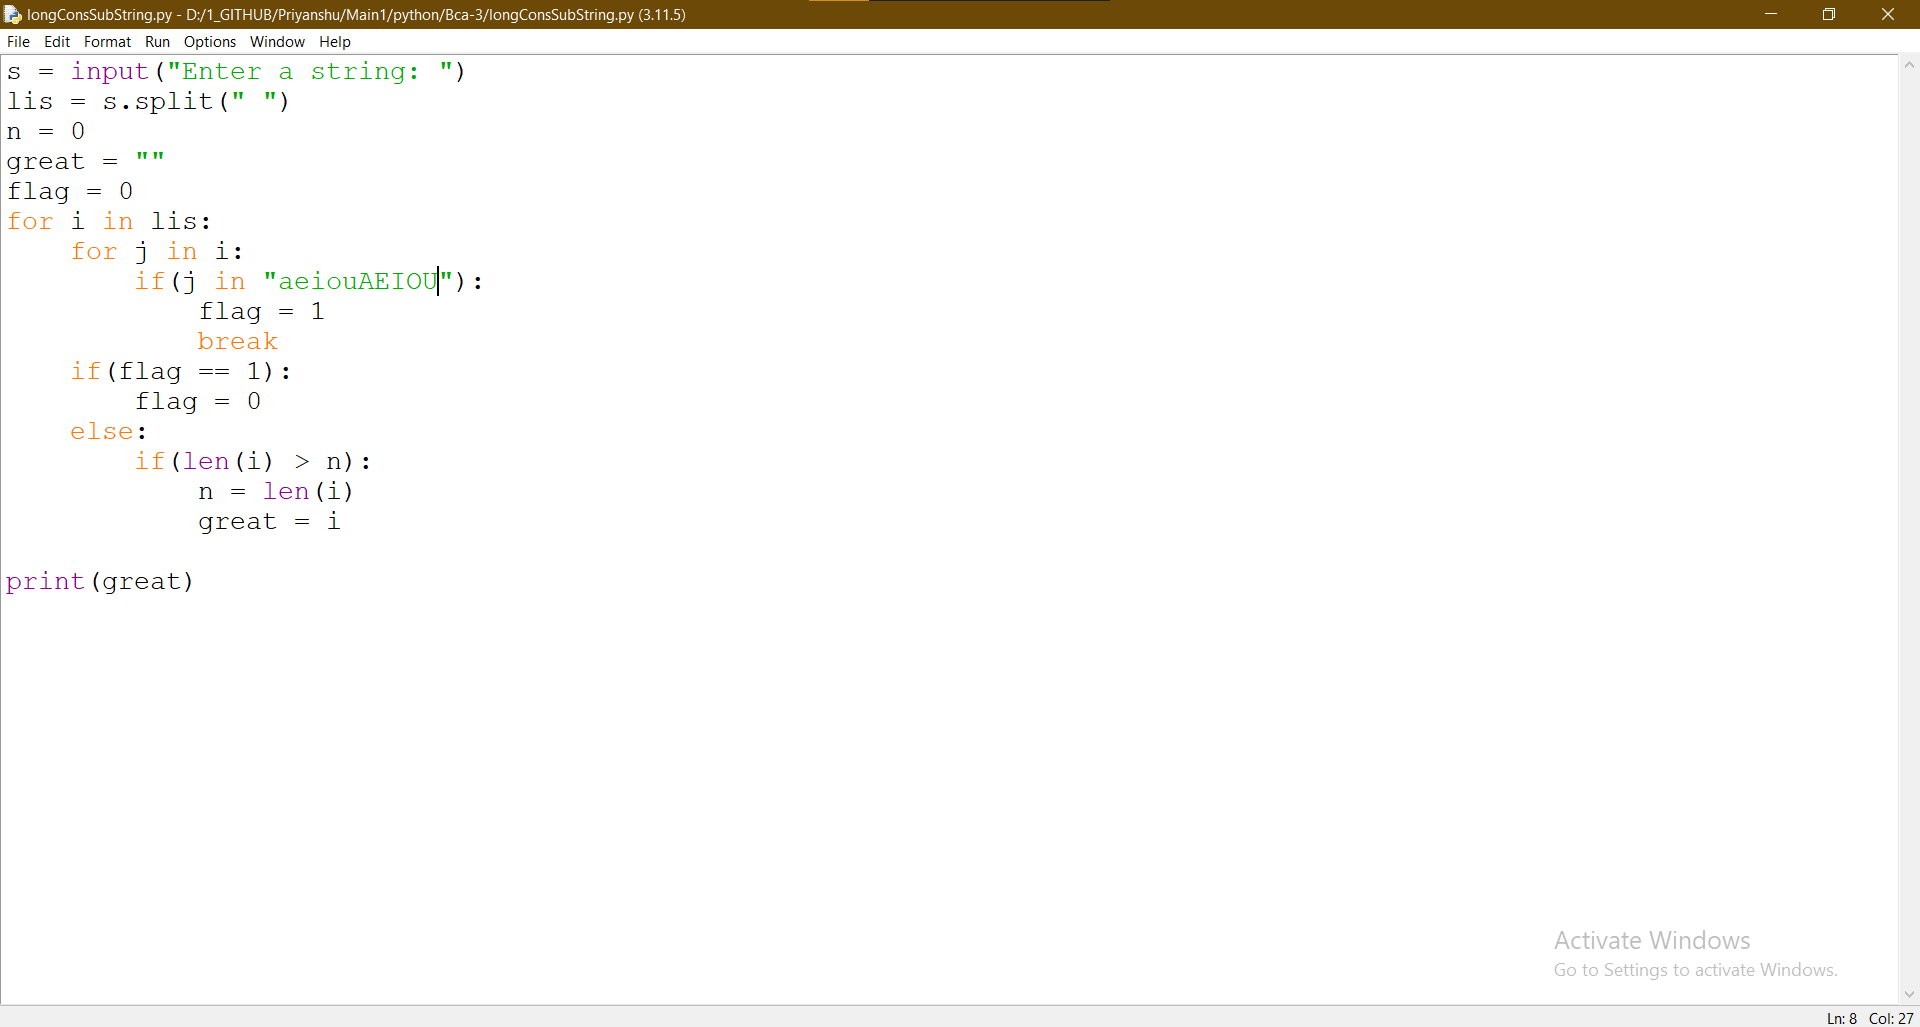 longConsSubString.py - D:/1_GITHUB/Priyanshu/Main1/python/Bca-3/longConsSubString.py (3.11.5)
File Edit Format Run Options Window Help
s = input("Enter a string: ")
lis = s.split(" ")
n = 0
great = ""
flag = 0
for i in lis:
    for j in i:
        if(j in "aeiouAEIOU"):
            flag = 1
            break
    if(flag == 1):
        flag = 0
    else:
        if(len(i) > n):
            n = len(i)
            great = i

print(great)
Activate Windows
Go to Settings to activate Windows.
Ln: 8 Col: 27